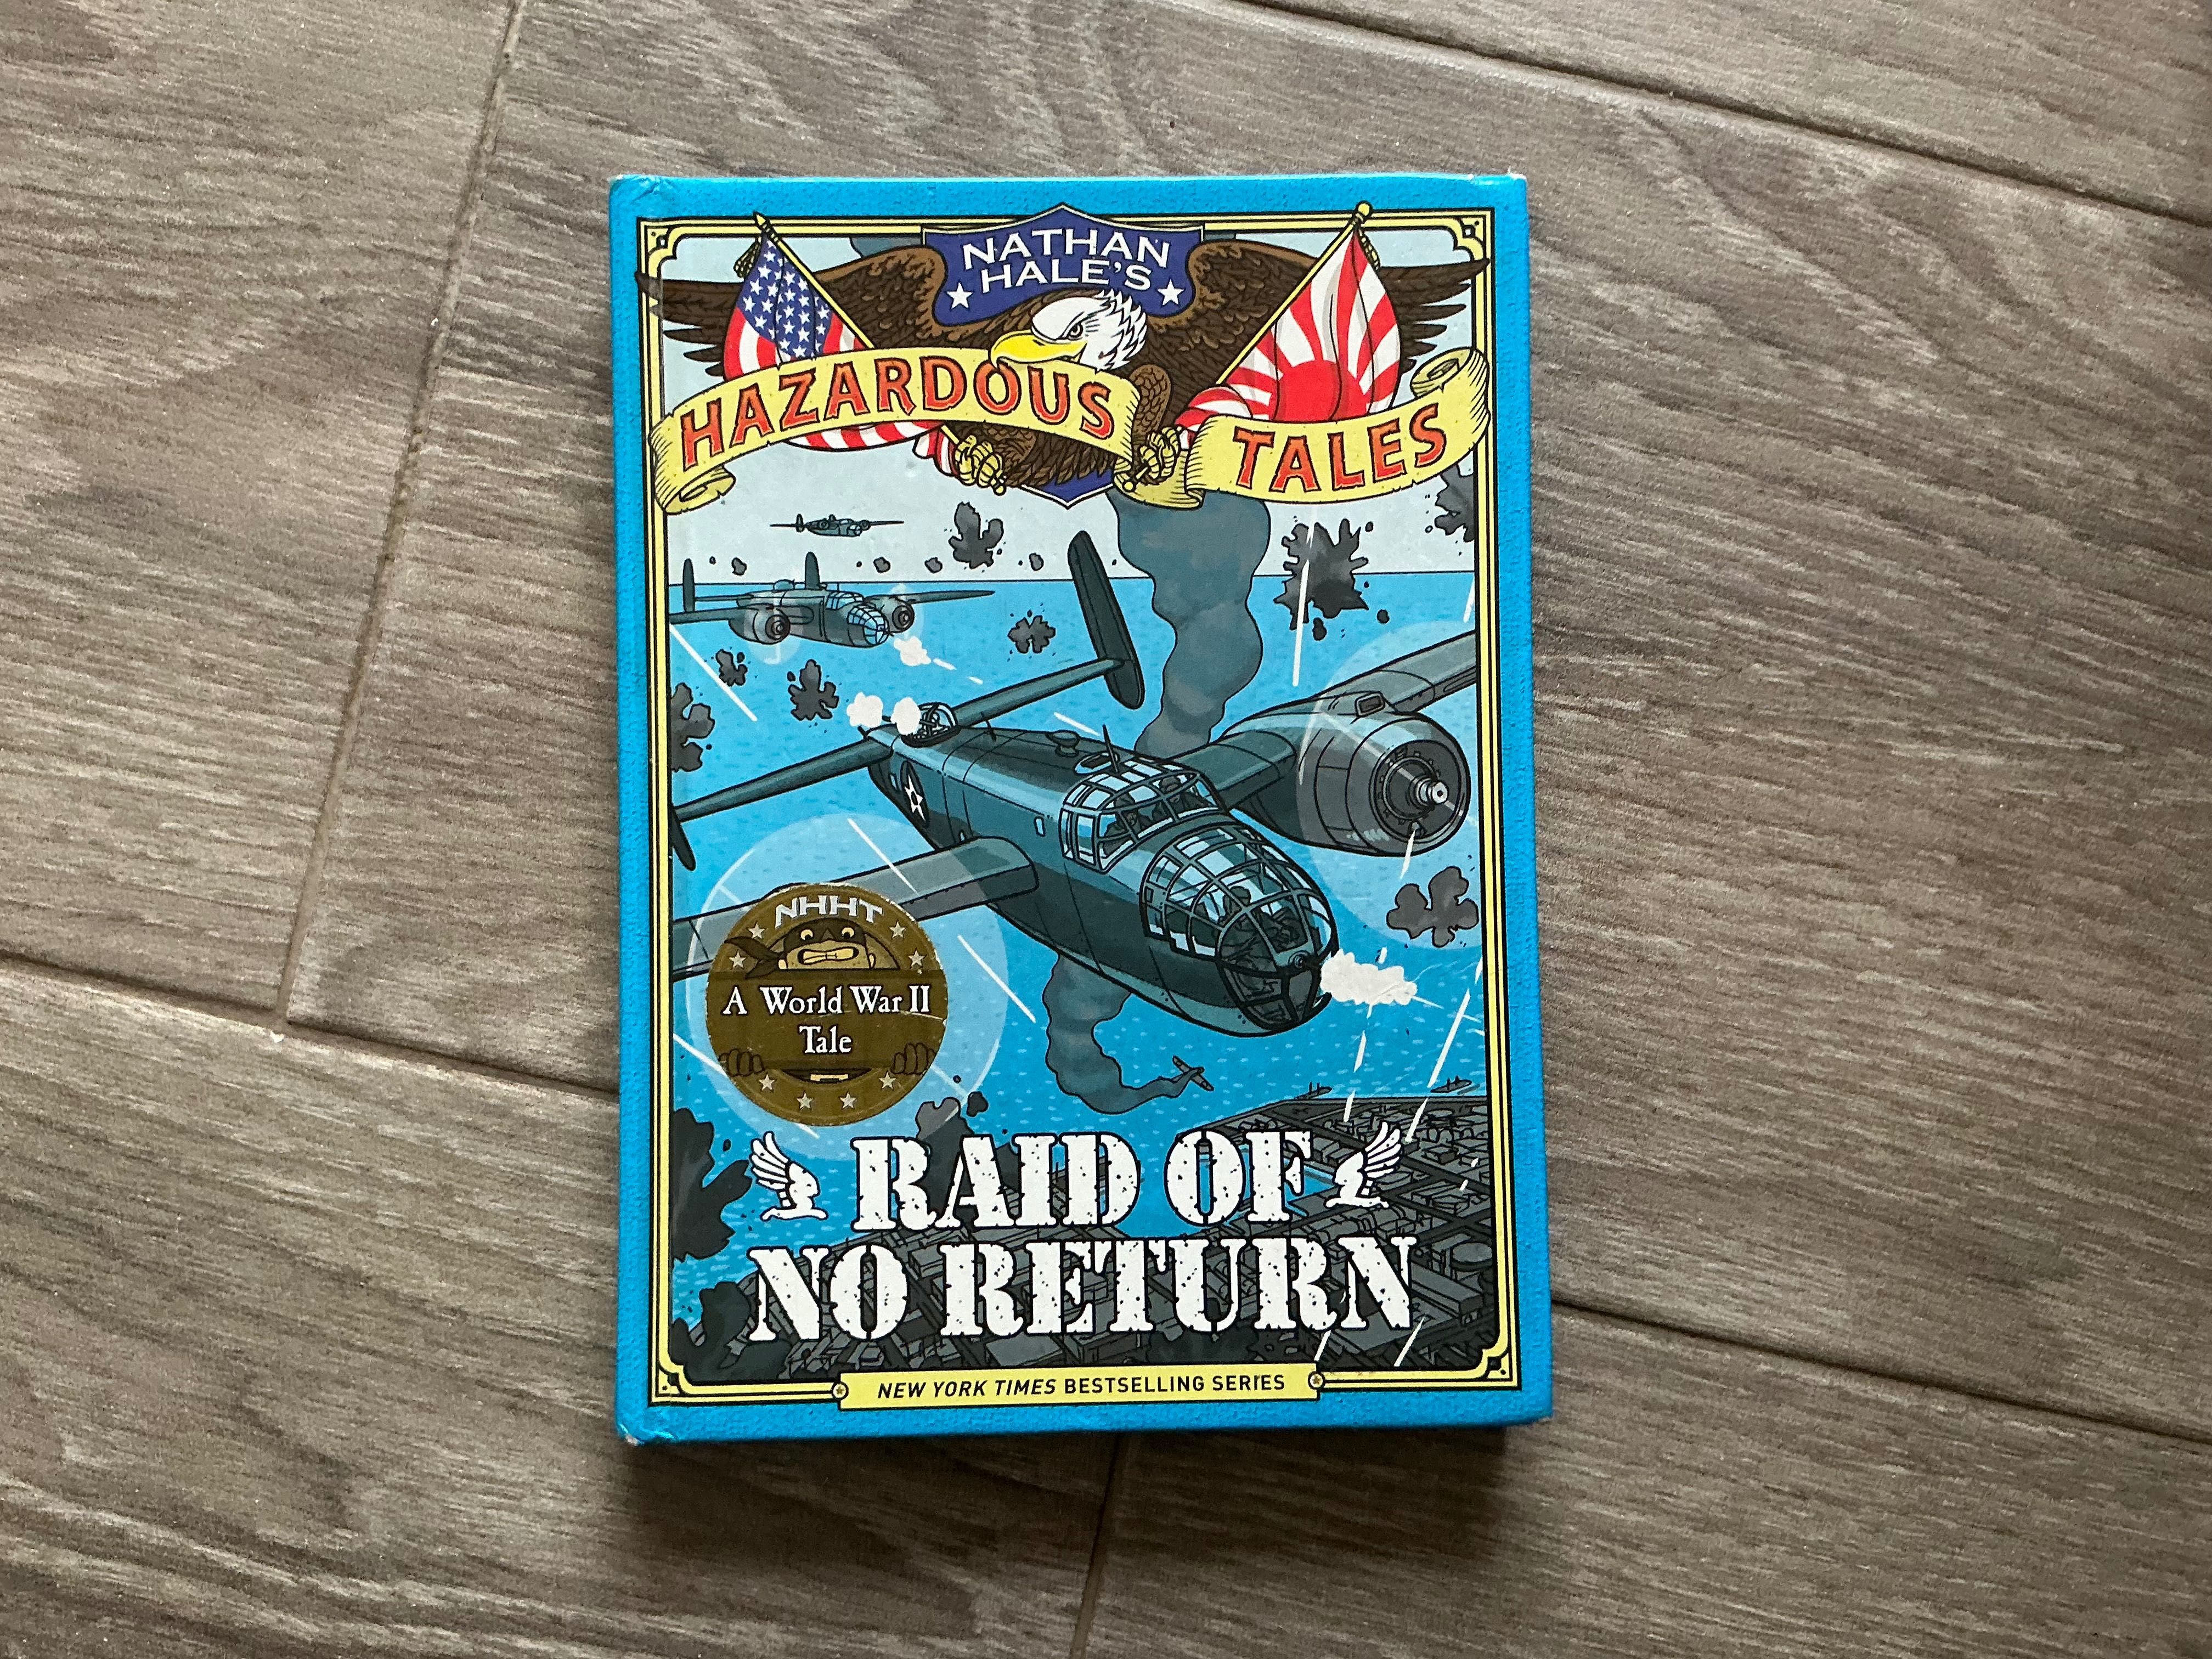 NATHAN
HALE'S
HAZARDOUS
TALES
NHHT
A World War II
Tale
RAID OF
NO RETURN
NEW YORK TIMES BESTSELLING SERIES